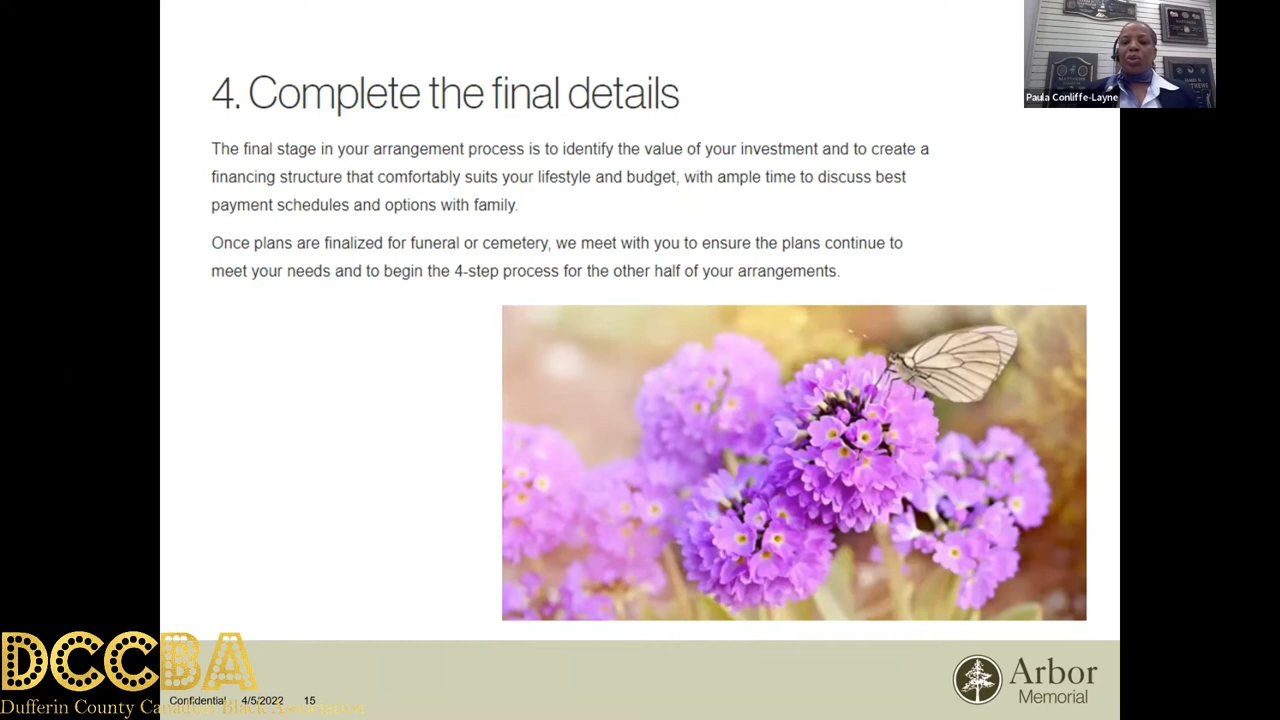 4. Complete the final details
The final stage in your arrangement process is to identify the value of your investment and to create a
financing structure that comfortably suits your lifestyle and budget, with ample time to discuss best
payment schedules and options with family.
Once plans are finalized for funeral or cemetery, we meet with you to ensure the plans continue to
meet your needs and to begin the 4-step process for the other half of your arrangements.
Paula Conliffe-Layne
DCCBA
Dufferin County Canadian Black Association
Confidential 4/5/2022 15
Arbor
Memorial